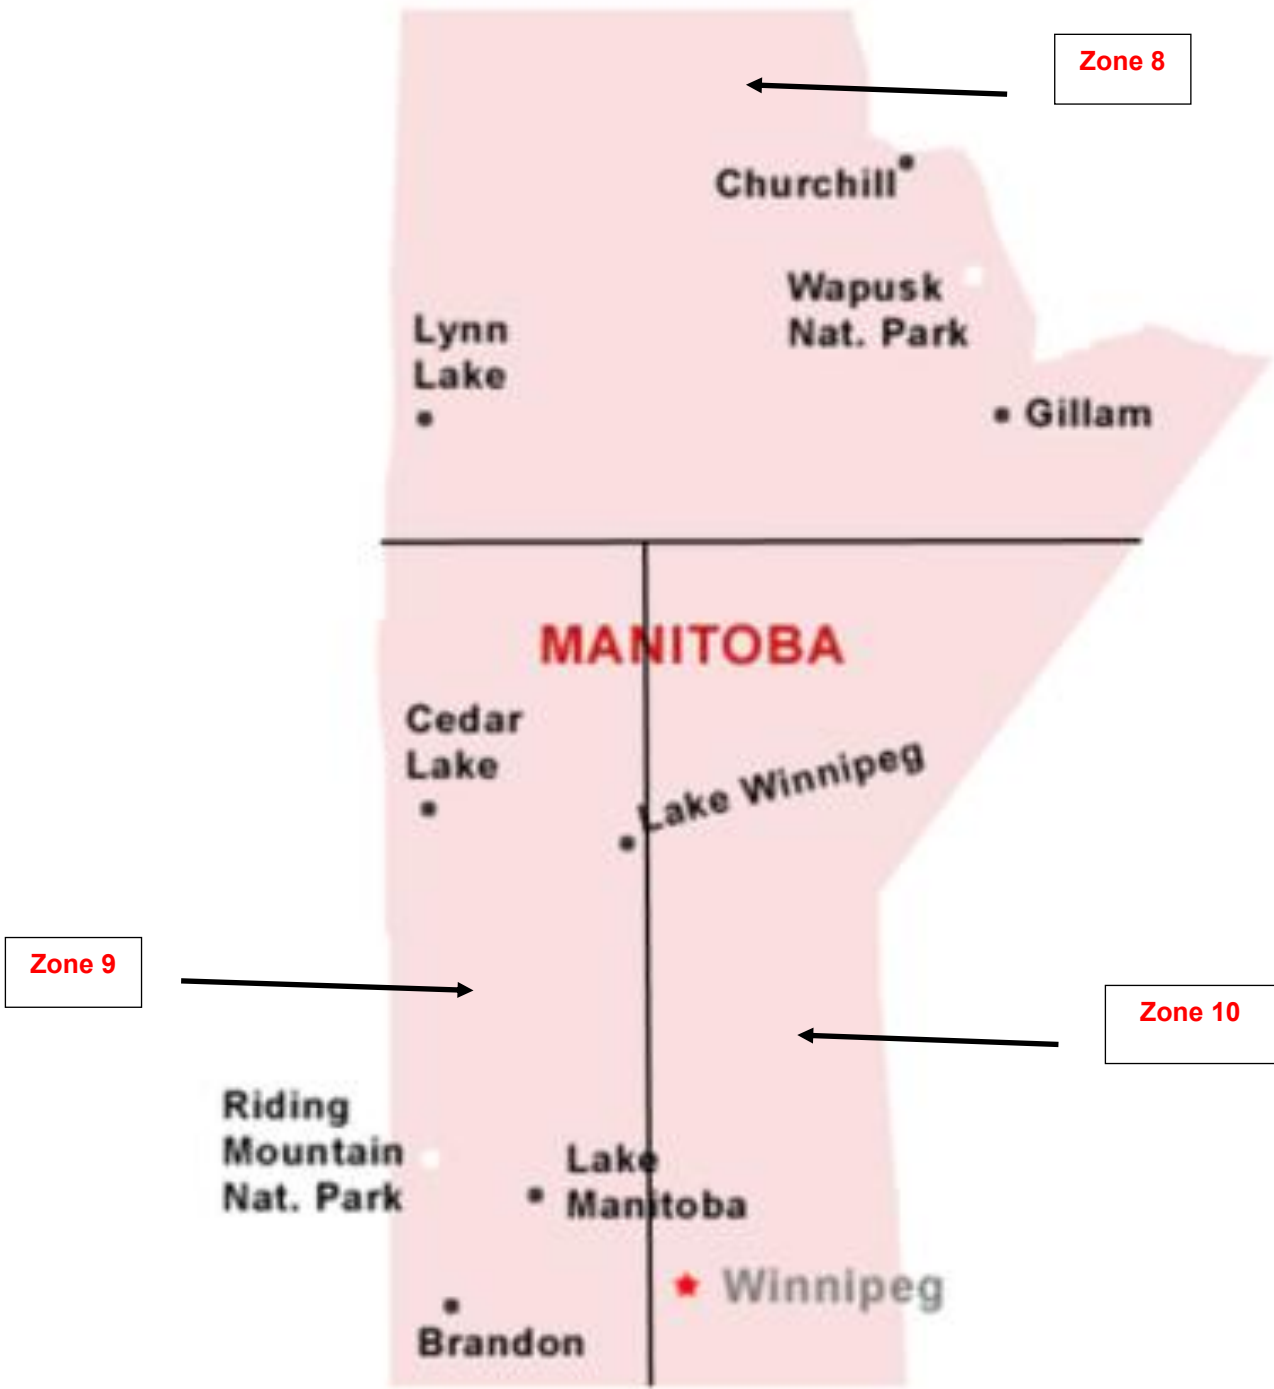 Zone 8
Churchill
Wapusk
Nat. Park
Lynn
Lake
Gillam
MANITOBA
Cedar
Lake
Lake Winnipeg
Zone 9
Zone 10
Riding
Mountain
Nat. Park
Lake
Manitoba
Winnipeg
Brandon